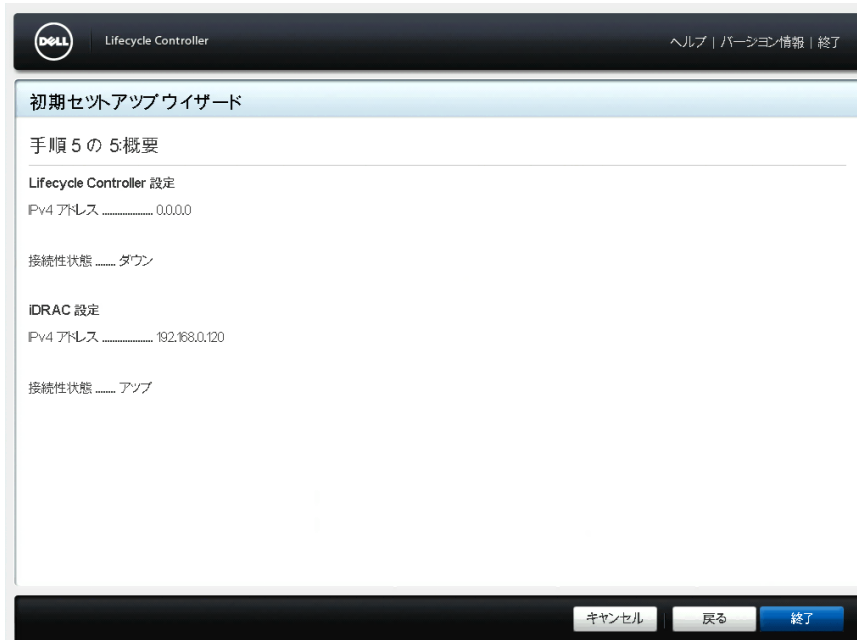 DELL
Lifecycle Controller
ヘルプ | バージョン情報 | 終了
初期セットアップウイザード
手順 5 の 5:概要
Lifecycle Controller 設定
IPv4 アドレス ................... 0.0.0.0
接続性状態 ....... ダウン
iDRAC 設定
IPv4 アドレス ................... 192.168.0.120
接続性状態 ....... アップ
キャンセル
戻る
終了